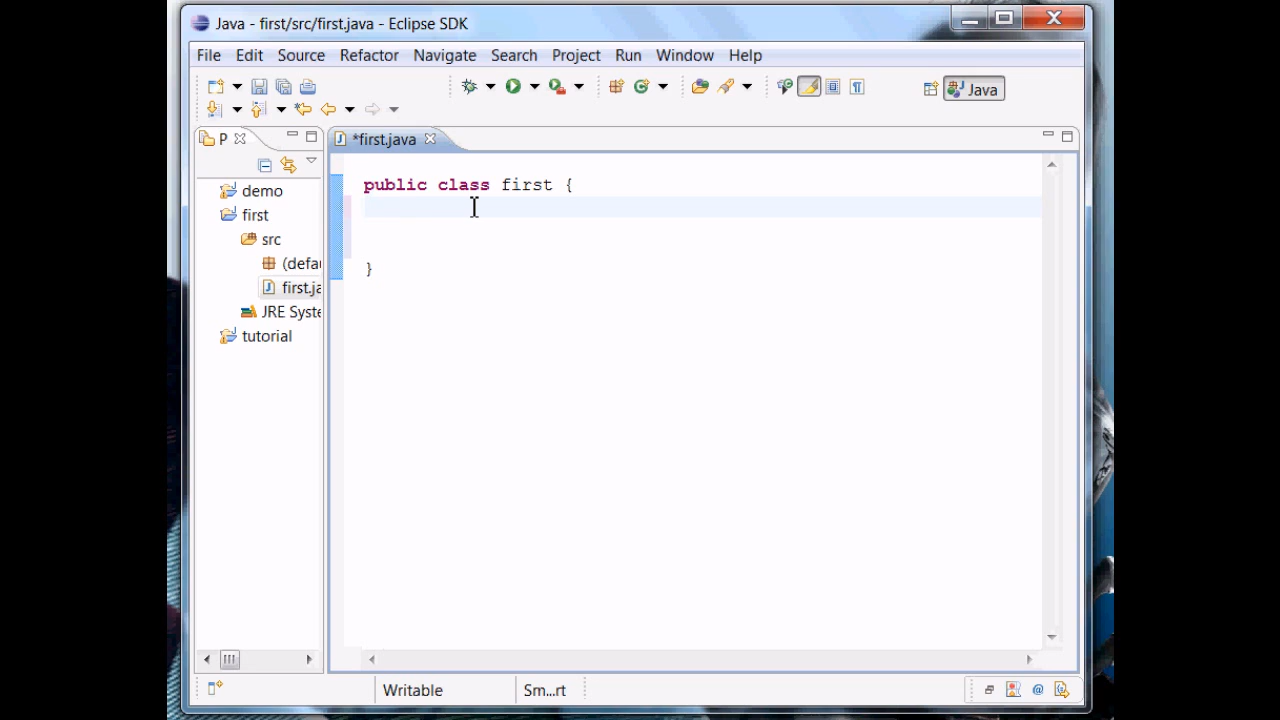 Java - first/src/first.java - Eclipse SDK
File Edit Source Refactor Navigate Search Project Run Window Help
Java
P
*first.java
demo
first
src
(defau
first.ja
JRE Syste
tutorial
public class first {
}
Writable
Sm...rt